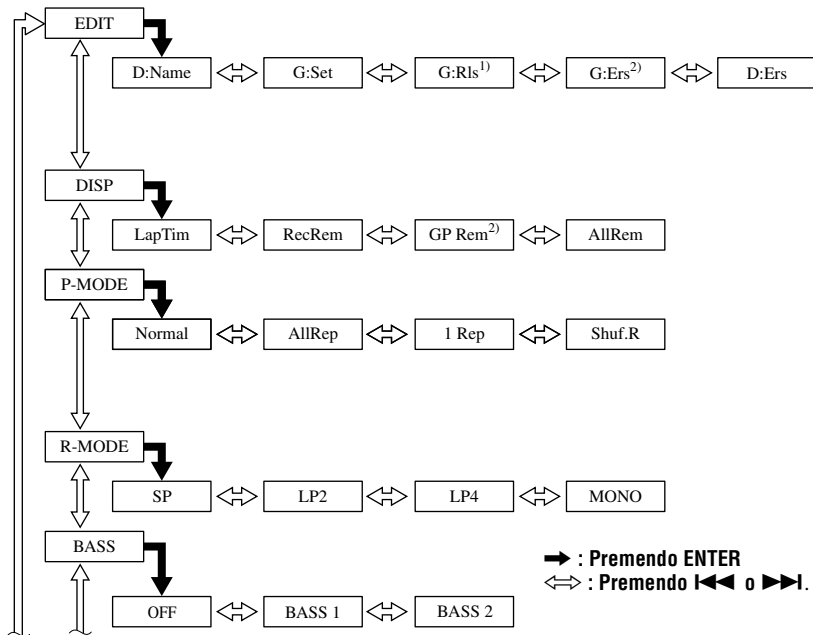 EDIT
D:Name G:Set G:Rls1) G:Ers2) D:Ers
DISP
LapTim RecRem GP Rem2) AllRem
P-MODE
Normal AllRep 1 Rep Shuf.R
R-MODE
SP LP2 LP4 MONO
BASS
OFF BASS 1 BASS 2
: Premendo ENTER
: Premendo o .